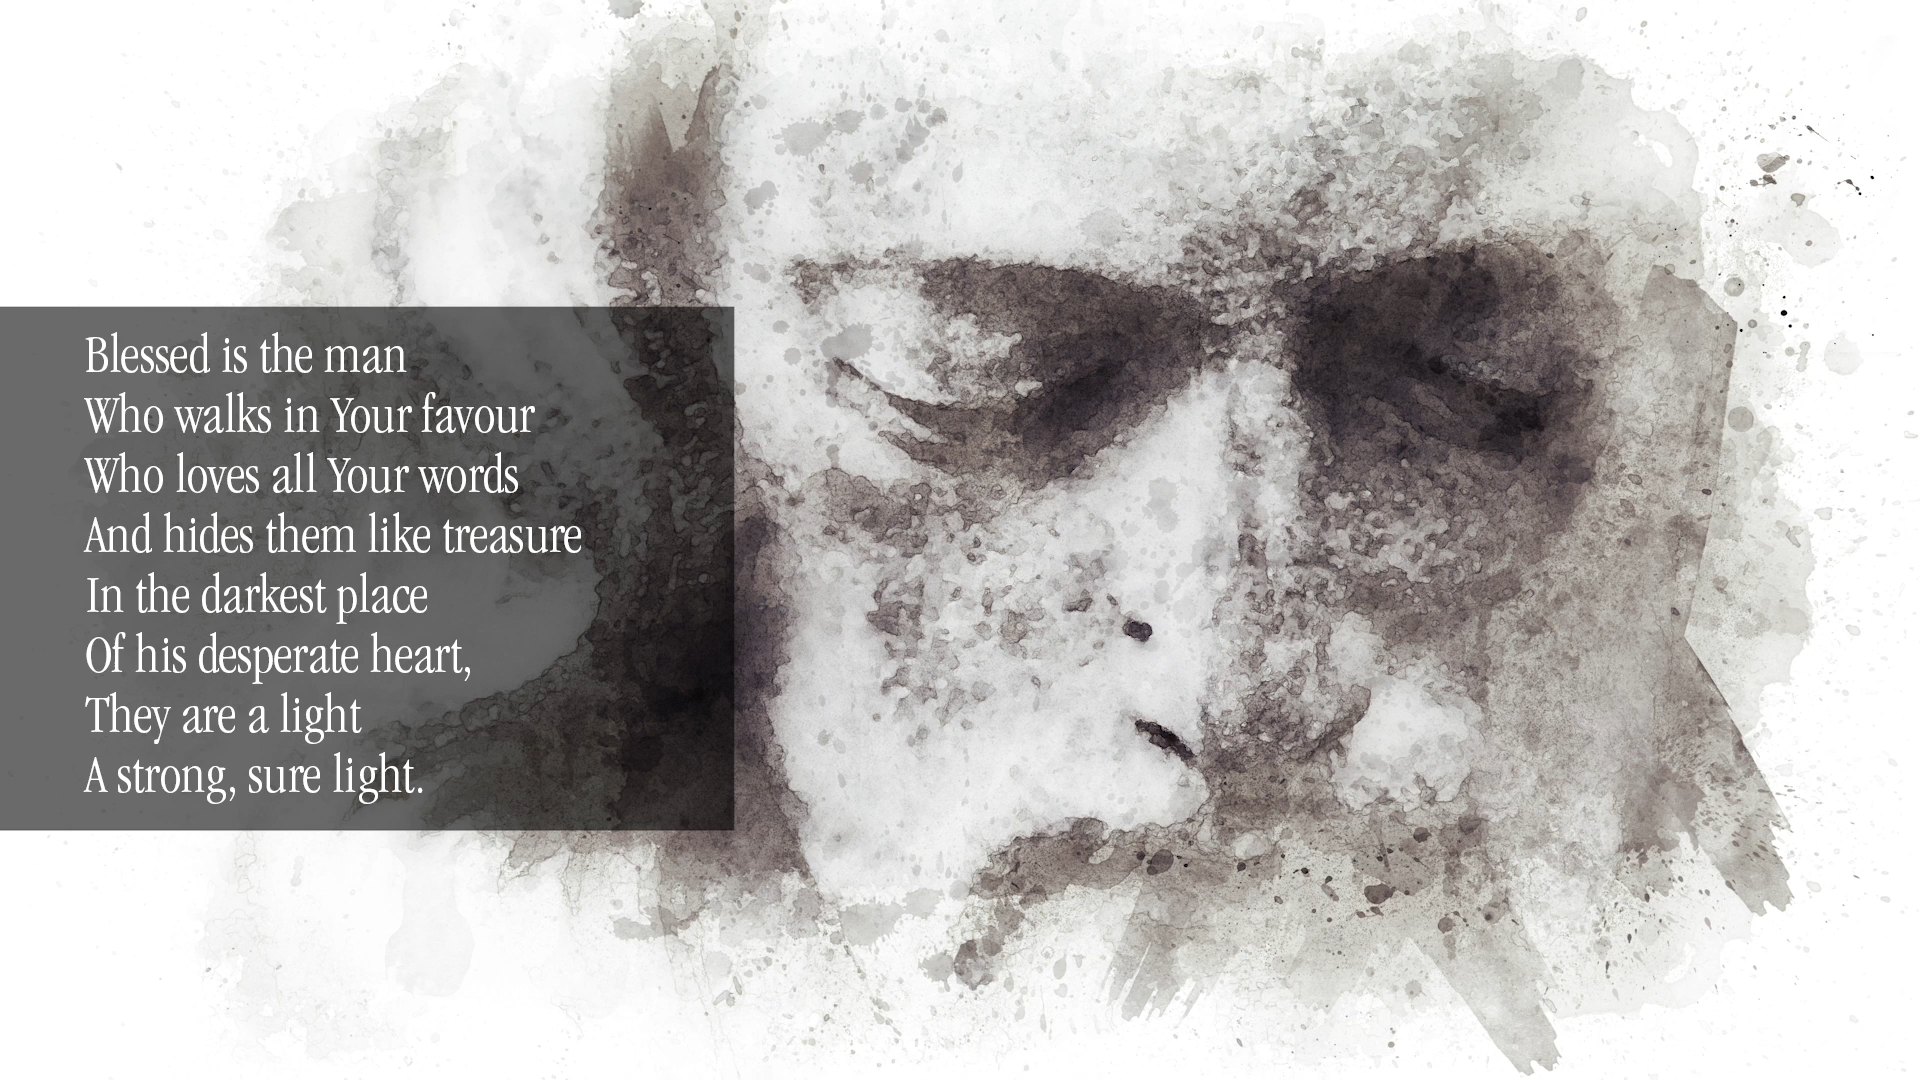 Blessed is the man
Who walks in Your favour
Who loves all Your words
And hides them like treasure
In the darkest place
Of his desperate heart,
They are a light
A strong, sure light.